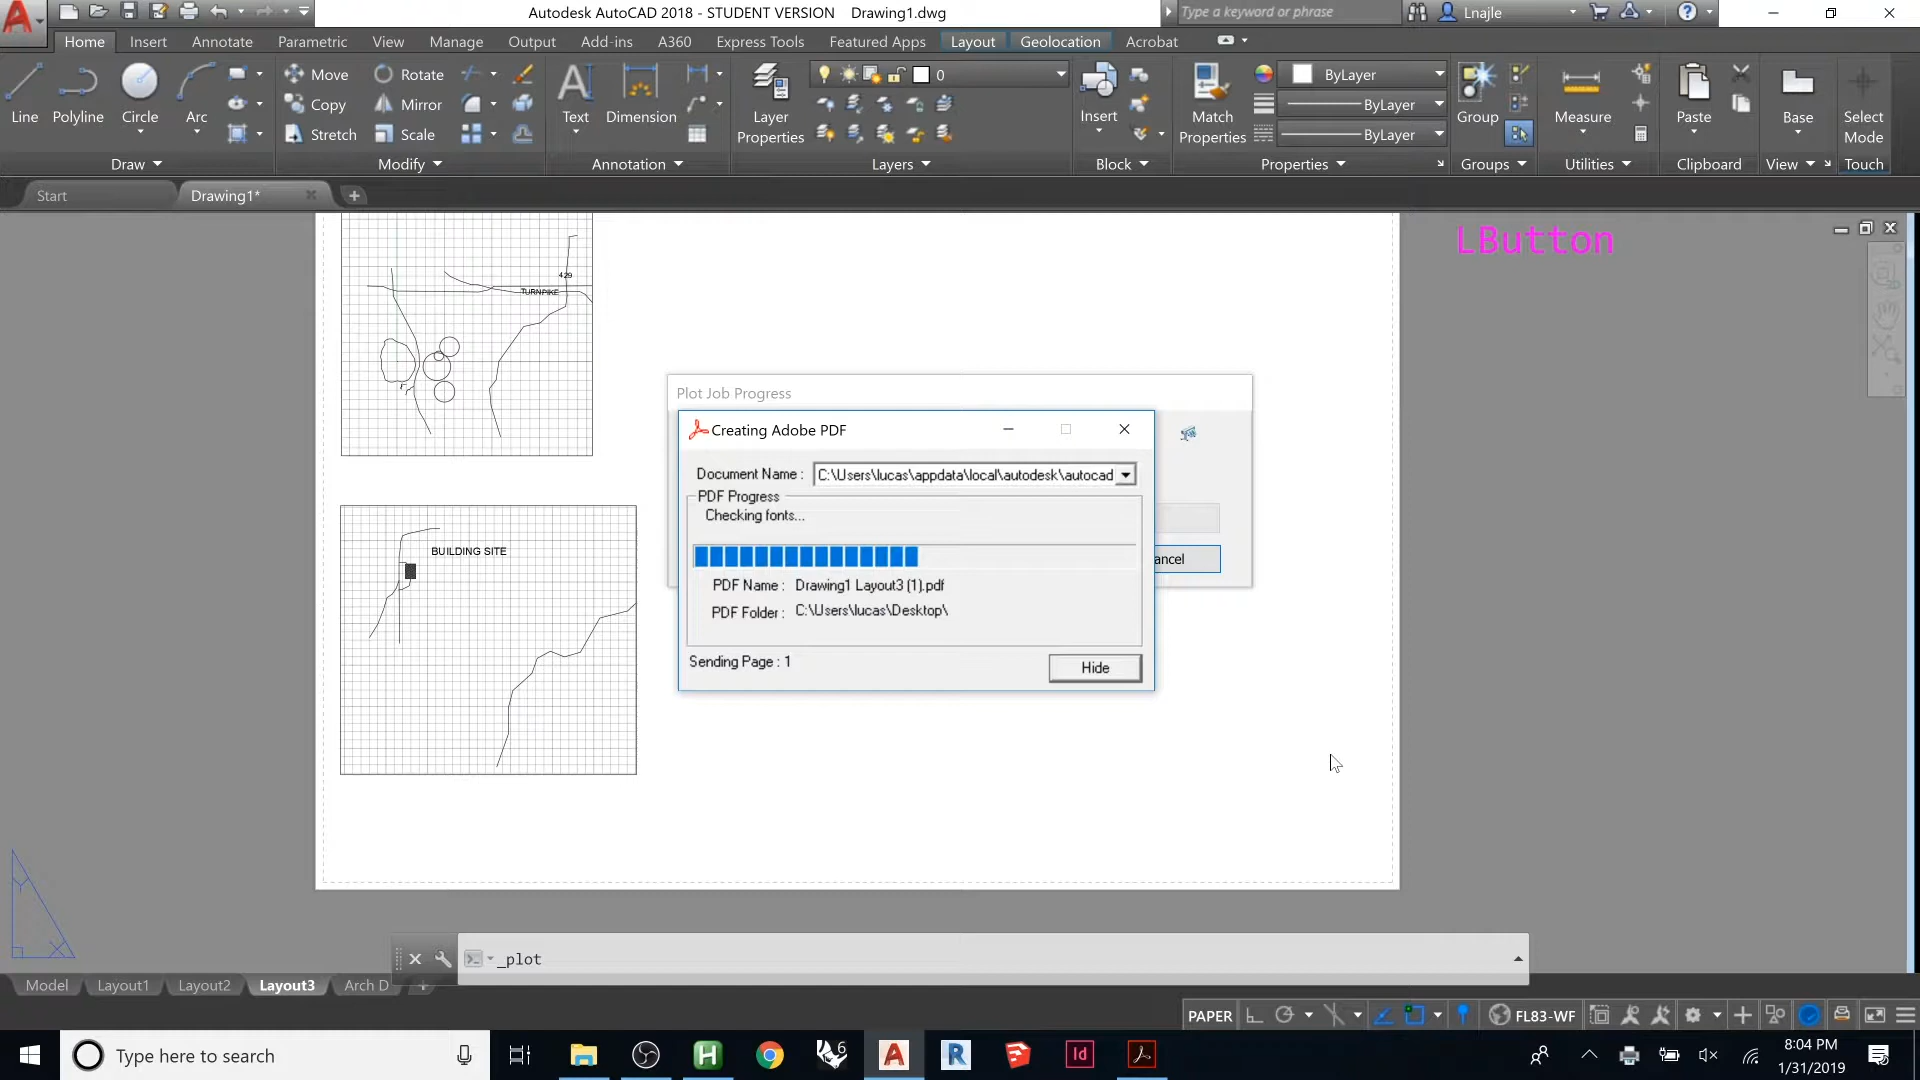 Autodesk AutoCAD 2018 - STUDENT VERSION Drawing1.dwg
Type a keyword or phrase
Lnajle
Home Insert Annotate Parametric View Manage Output Add-ins A360 Express Tools Featured Apps Layout Geolocation Acrobat
Line Polyline Circle Arc
Move Rotate
Copy Mirror
Stretch Scale
Text Dimension
Layer Properties
0
Insert
Match Properties
ByLayer
ByLayer
ByLayer
Group
Measure
Paste
Base
Select Mode
Draw Modify Annotation Layers Block Properties Groups Utilities Clipboard View Touch
Start Drawing1*
LButton
429
TURNPIKE
BUILDING SITE
Plot Job Progress
Creating Adobe PDF
Document Name : C:\Users\lucas\appdata\local\autodesk\autocad
PDF Progress
Checking fonts...
ancel
PDF Name : Drawing1 Layout3 (1).pdf
PDF Folder : C:\Users\lucas\Desktop\
Sending Page : 1
Hide
_plot
Model Layout1 Layout2 Layout3 Arch D
PAPER FL83-WF
Type here to search
Id
8:04 PM
1/31/2019